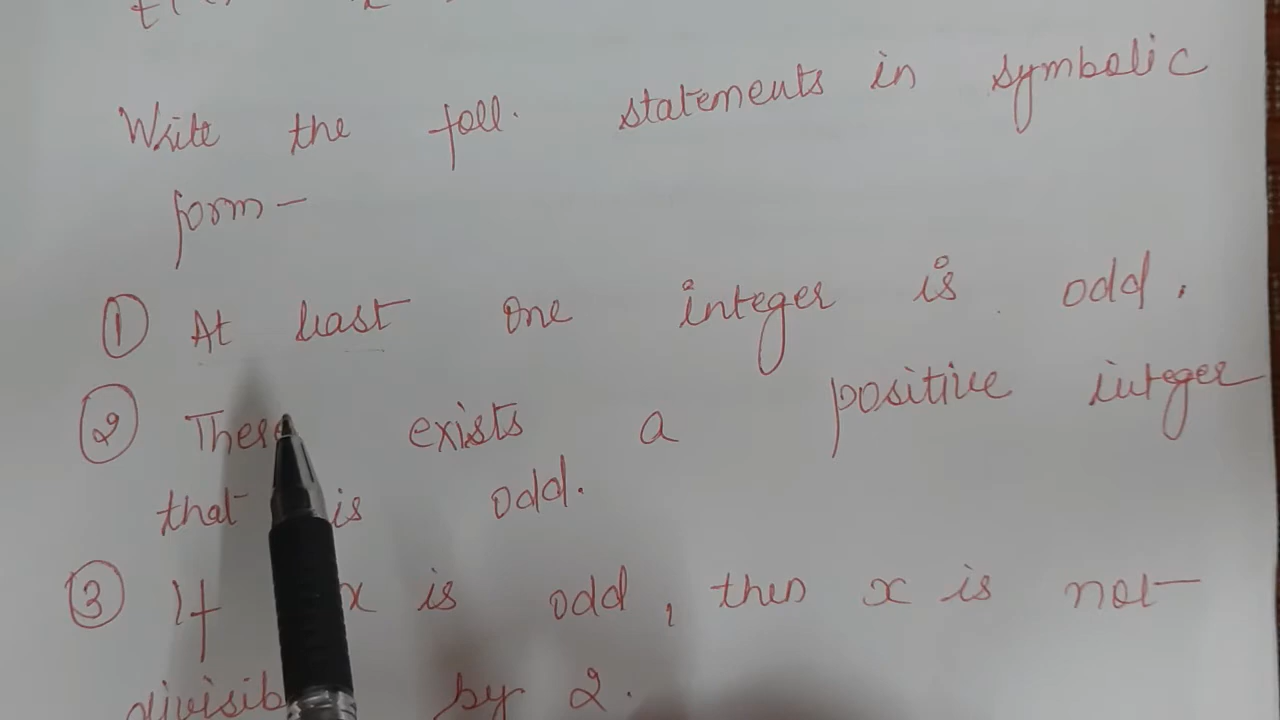 Write the foll. statements in symbolic
form -
① At least one integer is odd.
② There exists a positive integer
that is odd.
③ If x is odd, then x is not
by 2.